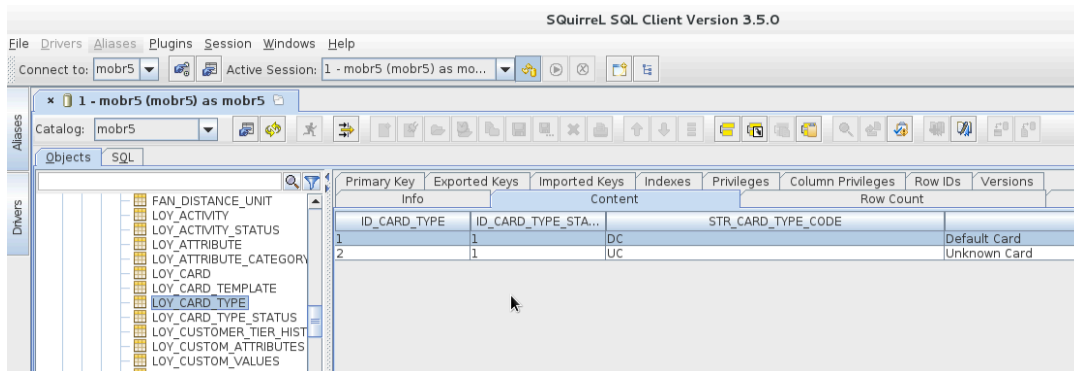 SQuirreL SQL Client Version 3.5.0
File Drivers Aliases Plugins Session Windows Help
Connect to: mobr5 Active Session: 1 - mobr5 (mobr5) as mo...
1 - mobr5 (mobr5) as mobr5
Aliases
Drivers
Catalog: mobr5
Objects SQL
FAN_DISTANCE_UNIT
LOY_ACTIVITY
LOY_ACTIVITY_STATUS
LOY_ATTRIBUTE
LOY_ATTRIBUTE_CATEGORY
LOY_CARD
LOY_CARD_TEMPLATE
LOY_CARD_TYPE
LOY_CARD_TYPE_STATUS
LOY_CUSTOMER_TIER_HIST
LOY_CUSTOM_ATTRIBUTES
LOY_CUSTOM_VALUES
Primary Key Exported Keys Imported Keys Indexes Privileges Column Privileges Row IDs Versions
Info Content Row Count
ID_CARD_TYPE ID_CARD_TYPE_STA... STR_CARD_TYPE_CODE
1 1 DC Default Card
2 1 UC Unknown Card